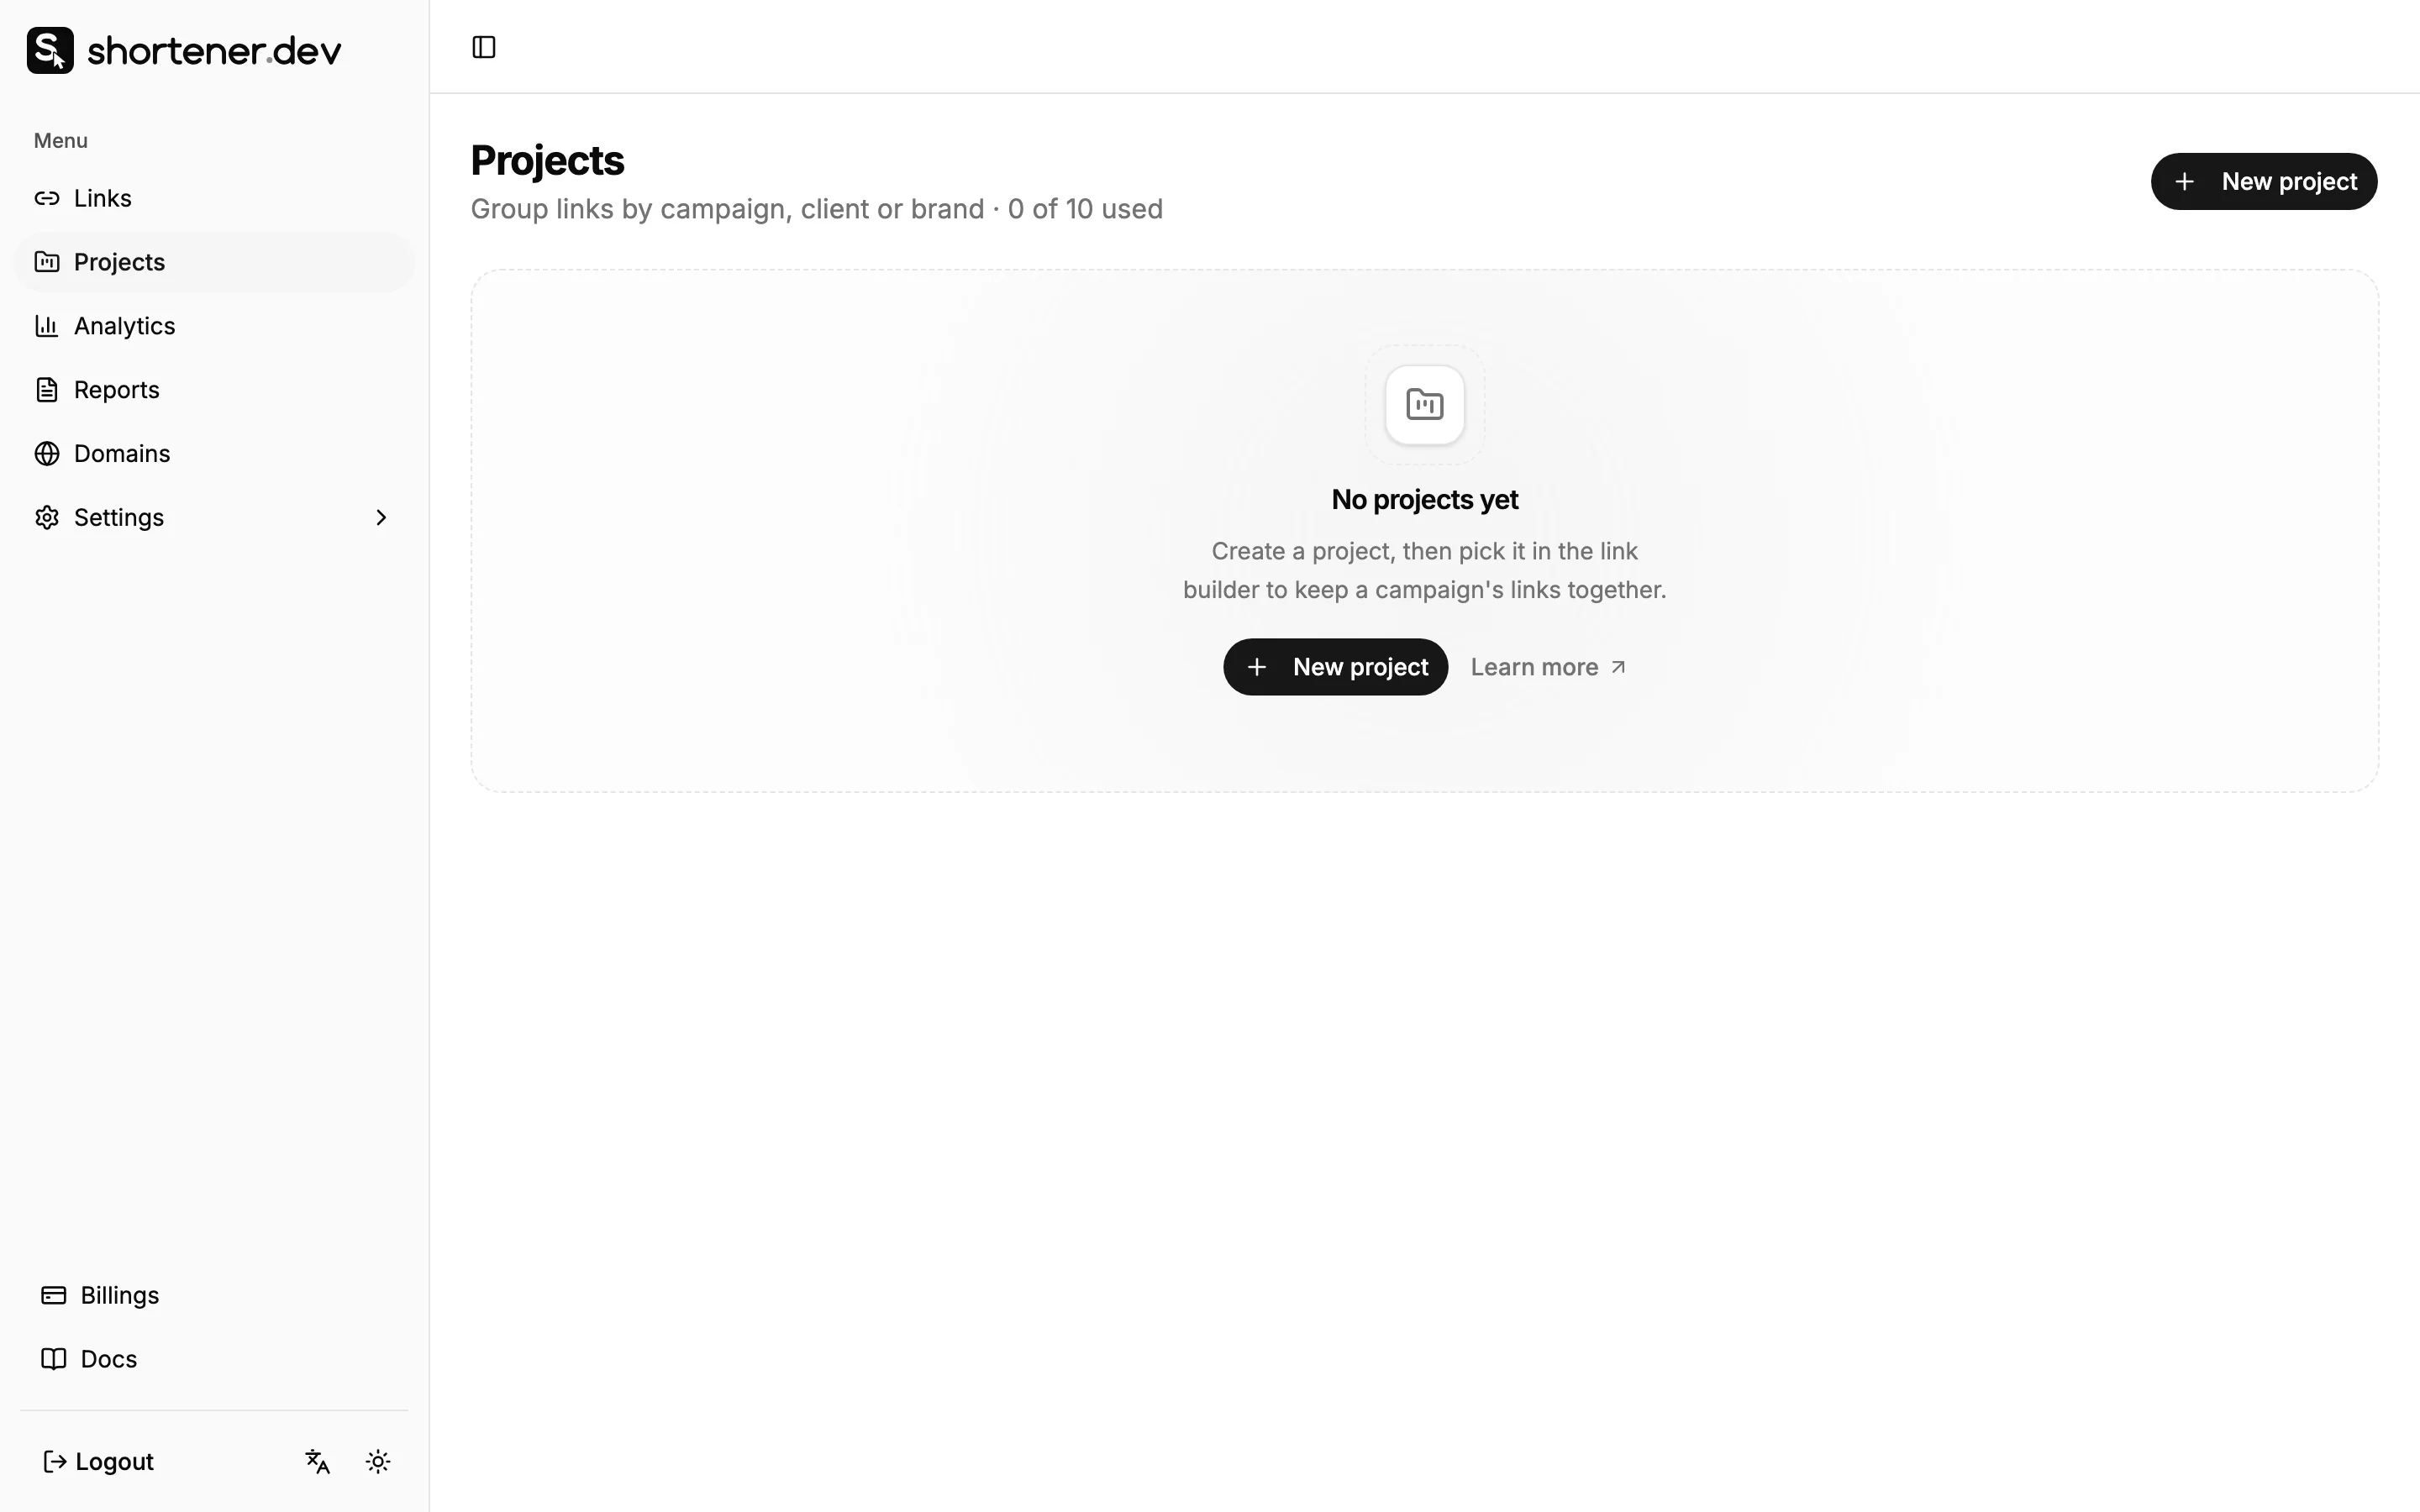 shortener.dev
Menu
Links
Projects
Analytics
Reports
Domains
Settings
Billings
Docs
Logout
Projects
Group links by campaign, client or brand · 0 of 10 used
New project
No projects yet
Create a project, then pick it in the link
builder to keep a campaign's links together.
New project
Learn more